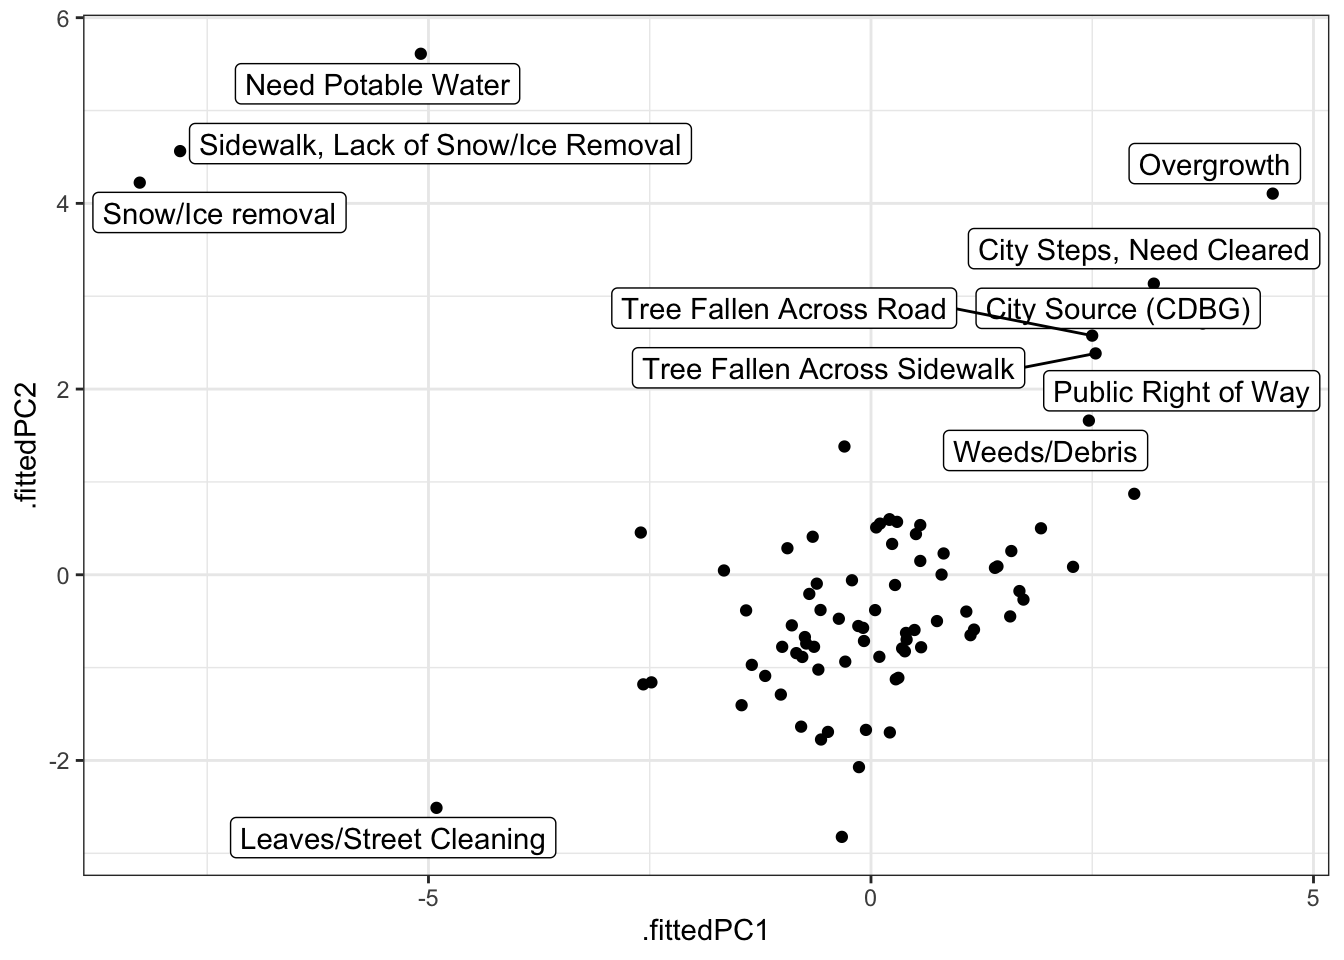 6
Need Potable Water
Sidewalk, Lack of Snow/Ice Removal
Overgrowth
4
Snow/Ice removal
City Steps, Need Cleared
Tree Fallen Across Road
City Source (CDBG)
Tree Fallen Across Sidewalk
2
Public Right of Way
Weeds/Debris
.fittedPC2
0
-2
Leaves/Street Cleaning
-5
0
5
.fittedPC1